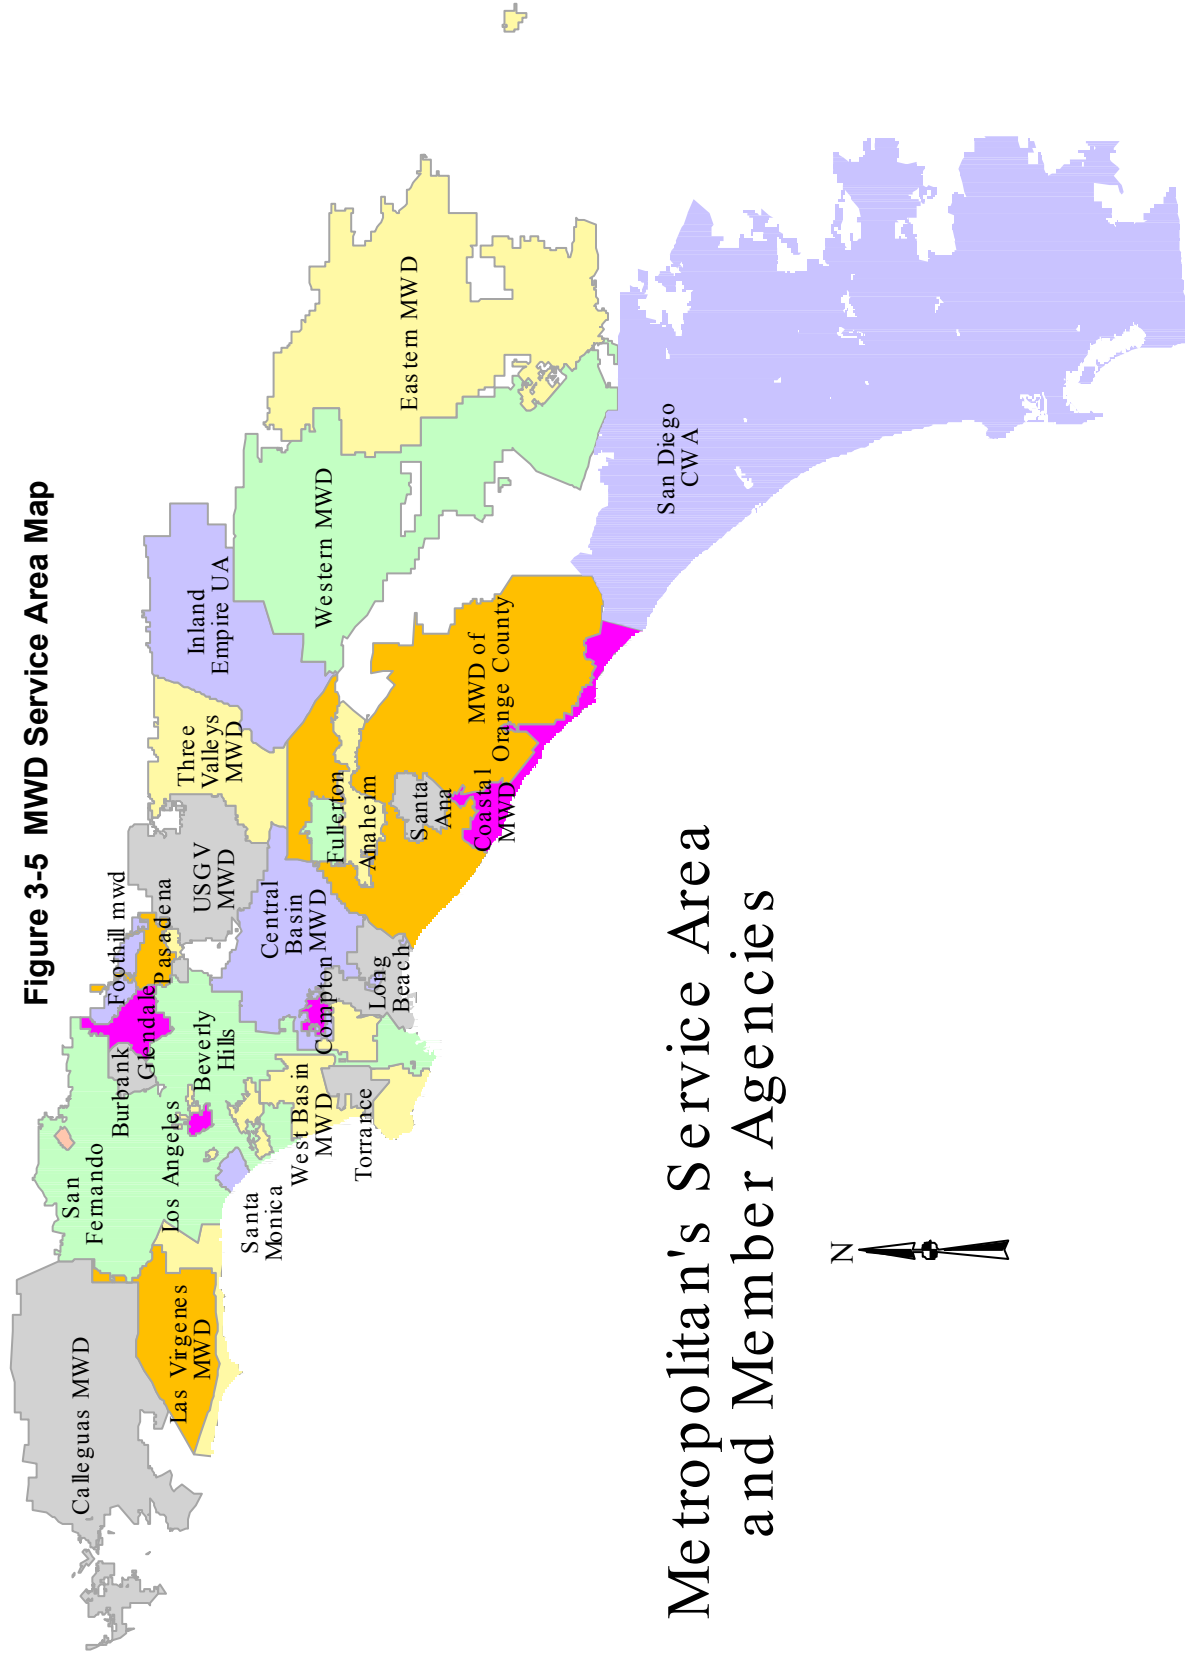 Figure 3-5 MWD Service Area Map
Calleguas MWD
Las Virgenes
MWD
San
Fernando
Los Angeles
Burbank
Glendale
Foothill mwd
Pasadena
Beverly
Hills
Santa
Monica
West Basin
MWD
Torrance
Compton
Long
Beach
Central
Basin
MWD
USGV
MWD
Three
Valleys
MWD
Inland
Empire UA
Western MWD
Eastern MWD
Fullerton
Anaheim
Santa
Ana
Coastal
MWD
MWD of
Orange County
San Diego
CWA
Metropolitan's Service Area
and Member Agencies
N